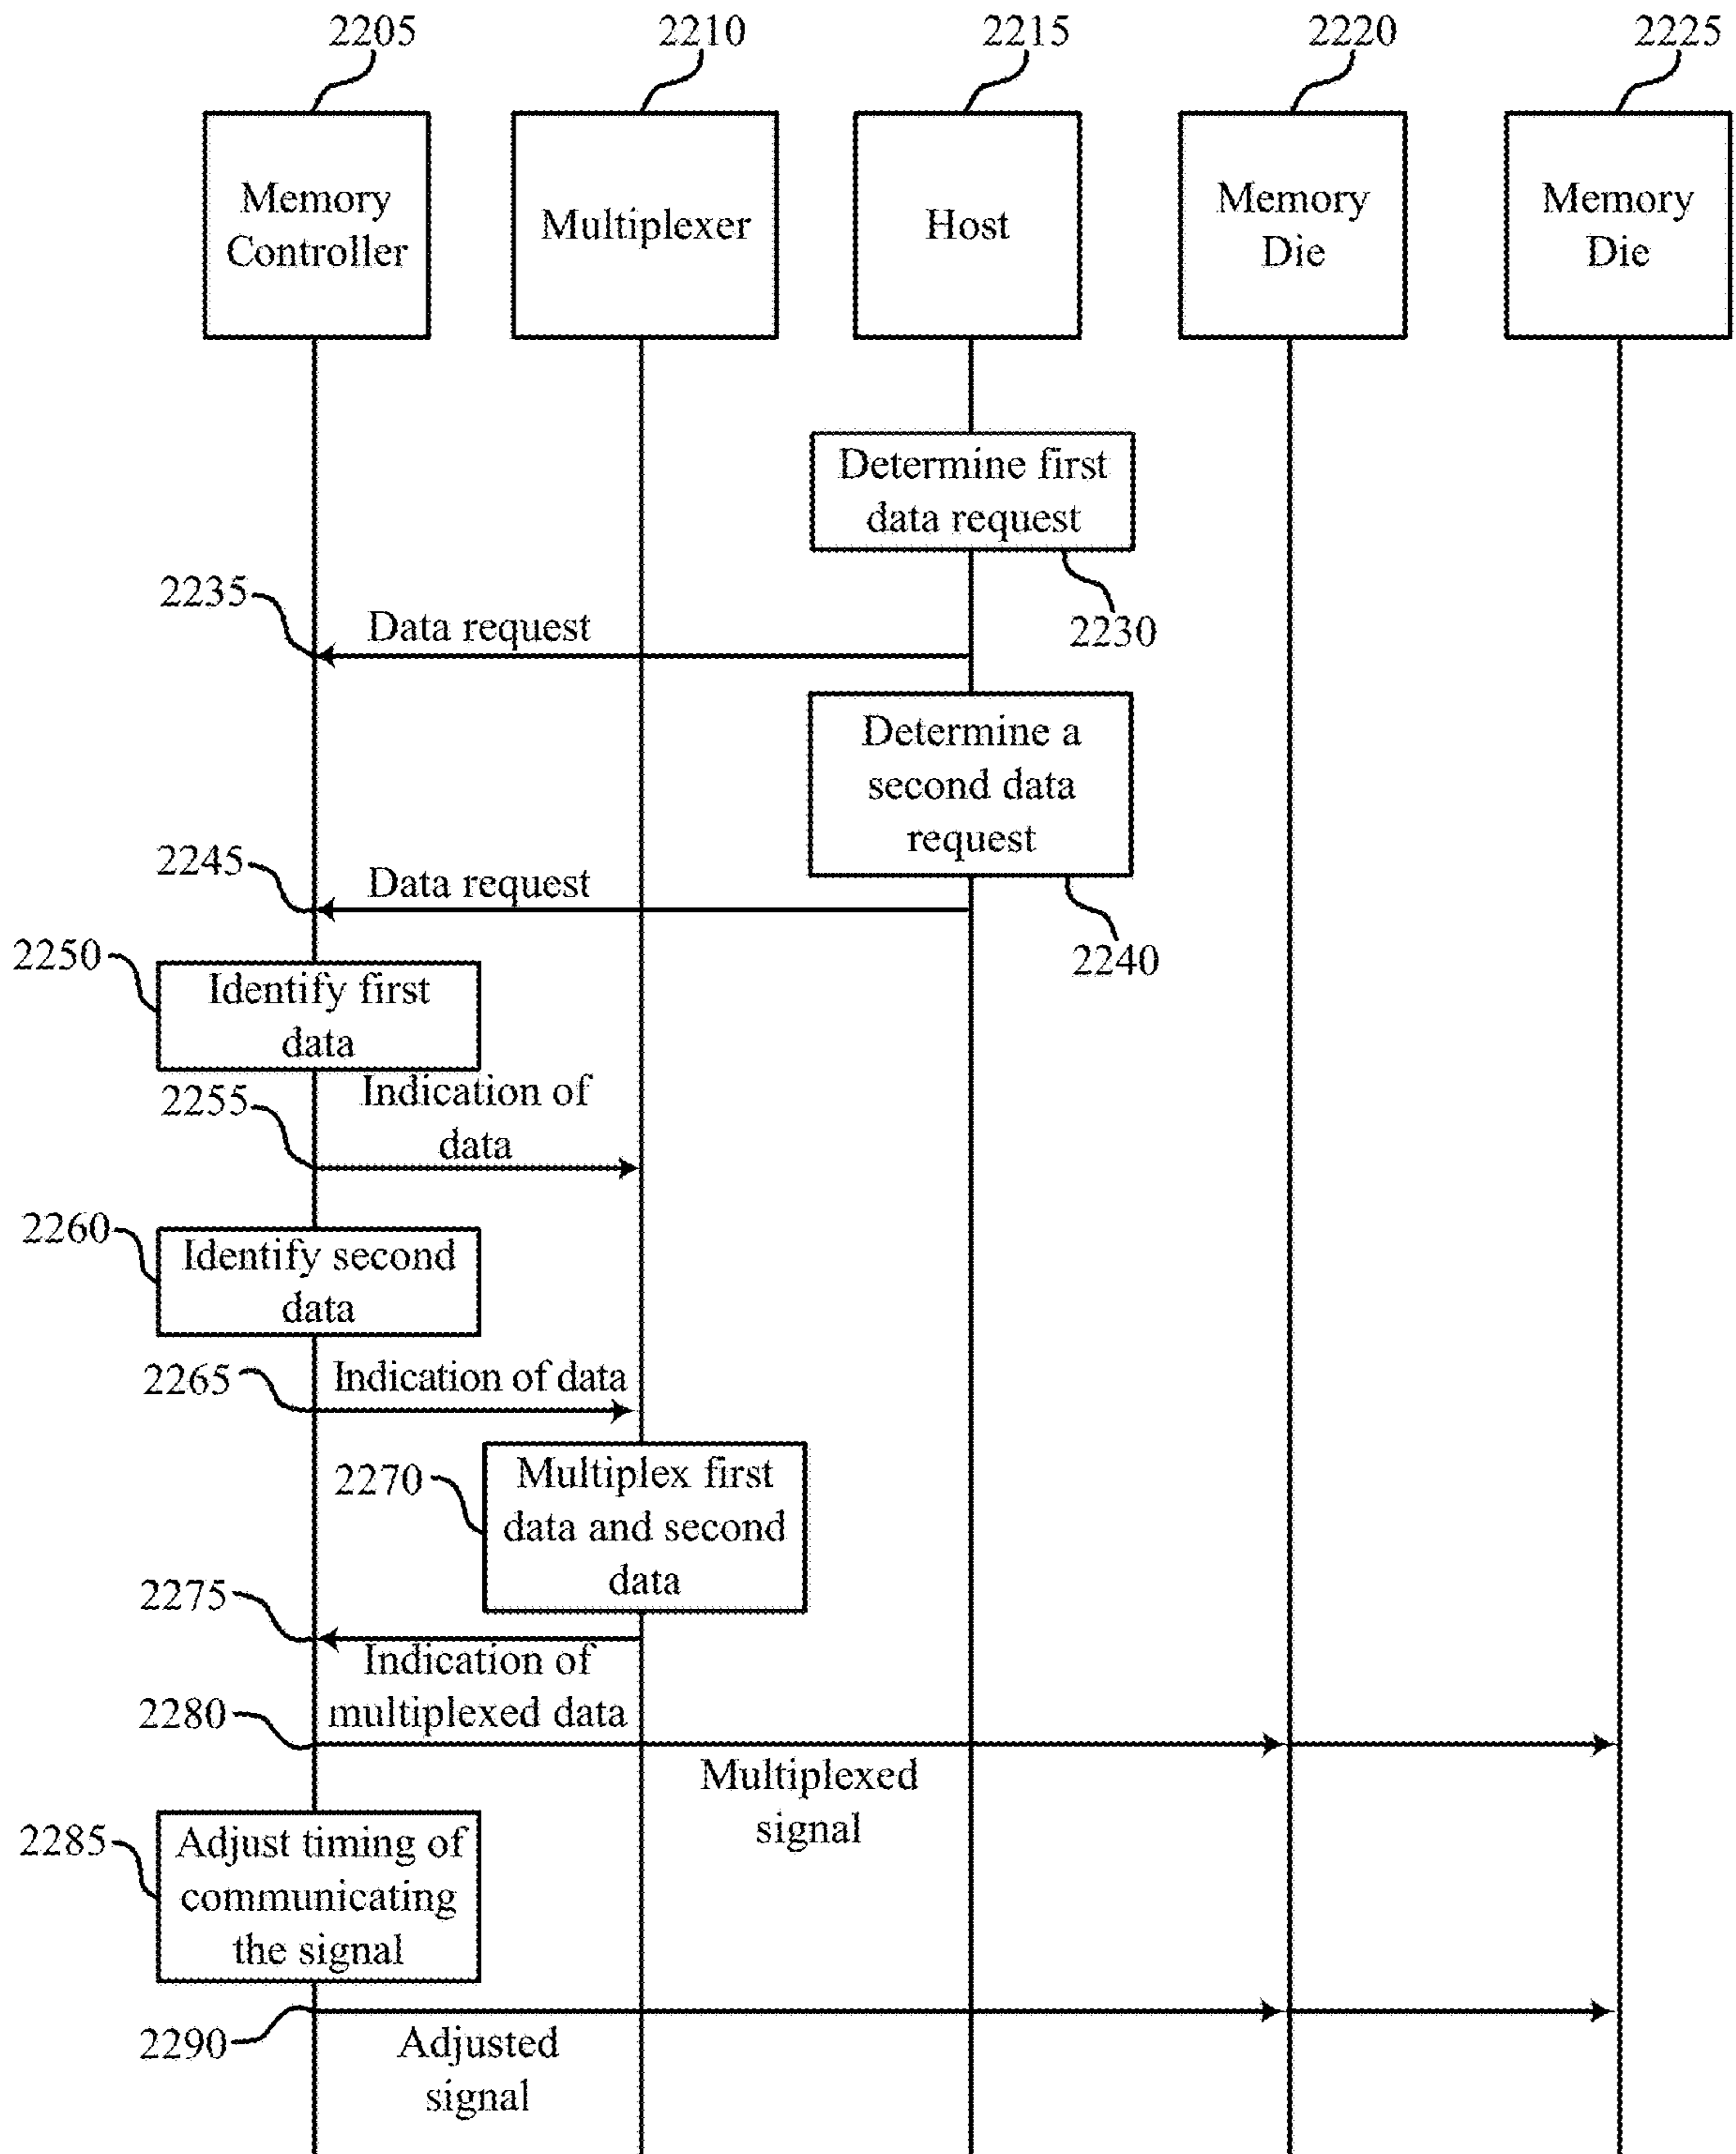 2205
2210
2215
2220
2225
Memory
Controller
Multiplexer
Host
Memory
Die
Memory
Die
Determine first
data request
2230
2235
Data request
Determine a
second data
request
2240
2245
Data request
2250
Identify first
data
2255
Indication of
data
2260
Identify second
data
2265
Indication of data
2270
Multiplex first
data and second
data
2275
Indication of
multiplexed data
2280
Multiplexed
signal
2285
Adjust timing of
communicating
the signal
2290
Adjusted
signal